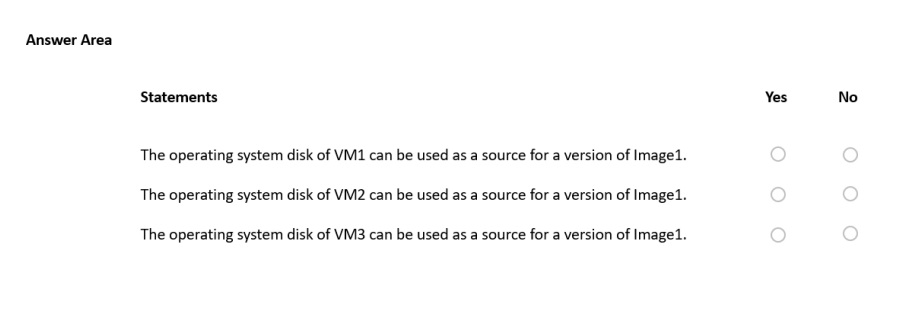 Answer Area
Statements Yes No
The operating system disk of VM1 can be used as a source for a version of Image1.
The operating system disk of VM2 can be used as a source for a version of Image1.
The operating system disk of VM3 can be used as a source for a version of Image1.